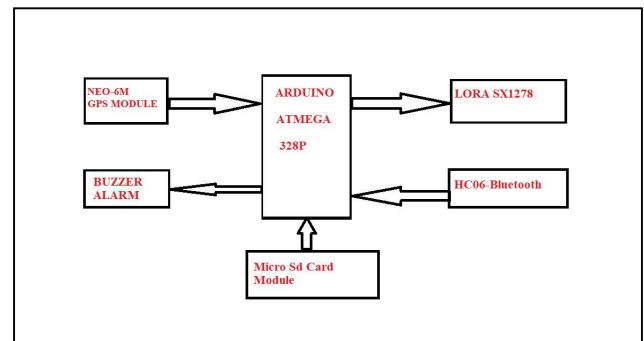 NEO-6M
GPS MODULE
ARDUINO
ATMEGA
328P
LORA SX1278
BUZZER
ALARM
HC06-Bluetooth
Micro Sd Card
Module